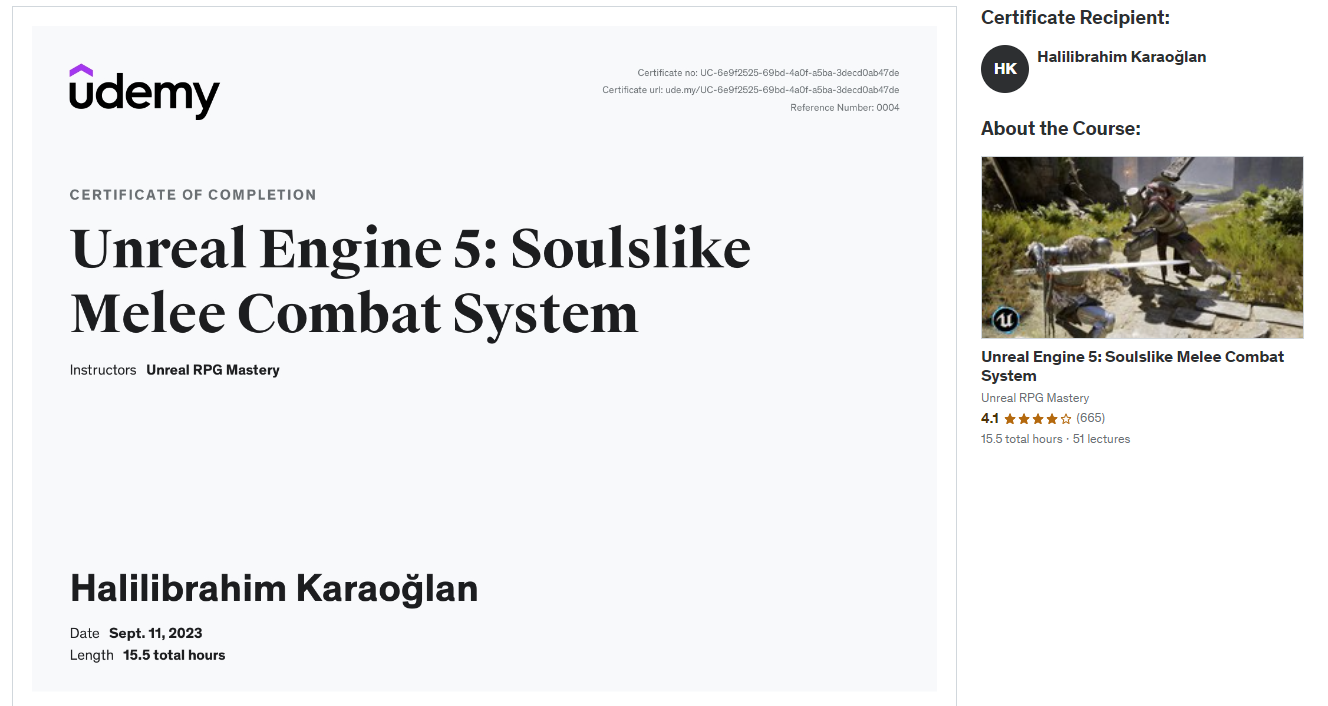 udemy
Certificate no: UC-6e9f2525-69bd-4a0f-a5ba-3decd0ab47de
Certificate url: ude.my/UC-6e9f2525-69bd-4a0f-a5ba-3decd0ab47de
Reference Number: 0004
CERTIFICATE OF COMPLETION
Unreal Engine 5: Soulslike
Melee Combat System
Instructors Unreal RPG Mastery
Halilibrahim Karaoğlan
Date Sept. 11, 2023
Length 15.5 total hours
Certificate Recipient:
HK
Halilibrahim Karaoğlan
About the Course:
Unreal Engine 5: Soulslike Melee Combat
System
Unreal RPG Mastery
4.1 (665)
15.5 total hours · 51 lectures